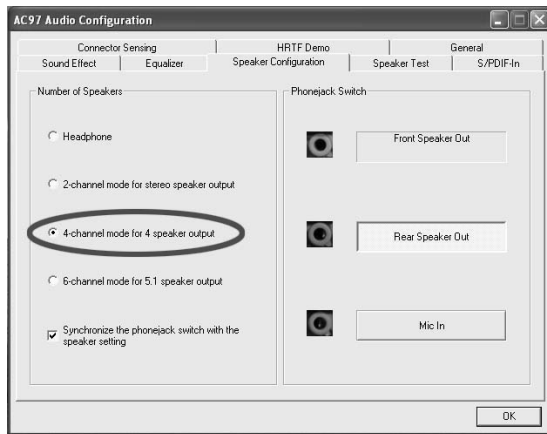 AC97 Audio Configuration
Connector Sensing
HRTF Demo
General
Sound Effect
Equalizer
Speaker Configuration
Speaker Test
S/PDIF-In
Number of Speakers
Headphone
2-channel mode for stereo speaker output
4-channel mode for 4 speaker output
6-channel mode for 5.1 speaker output
Synchronize the phonejack switch with the
speaker setting
Phonejack Switch
Front Speaker Out
Rear Speaker Out
Mic In
OK